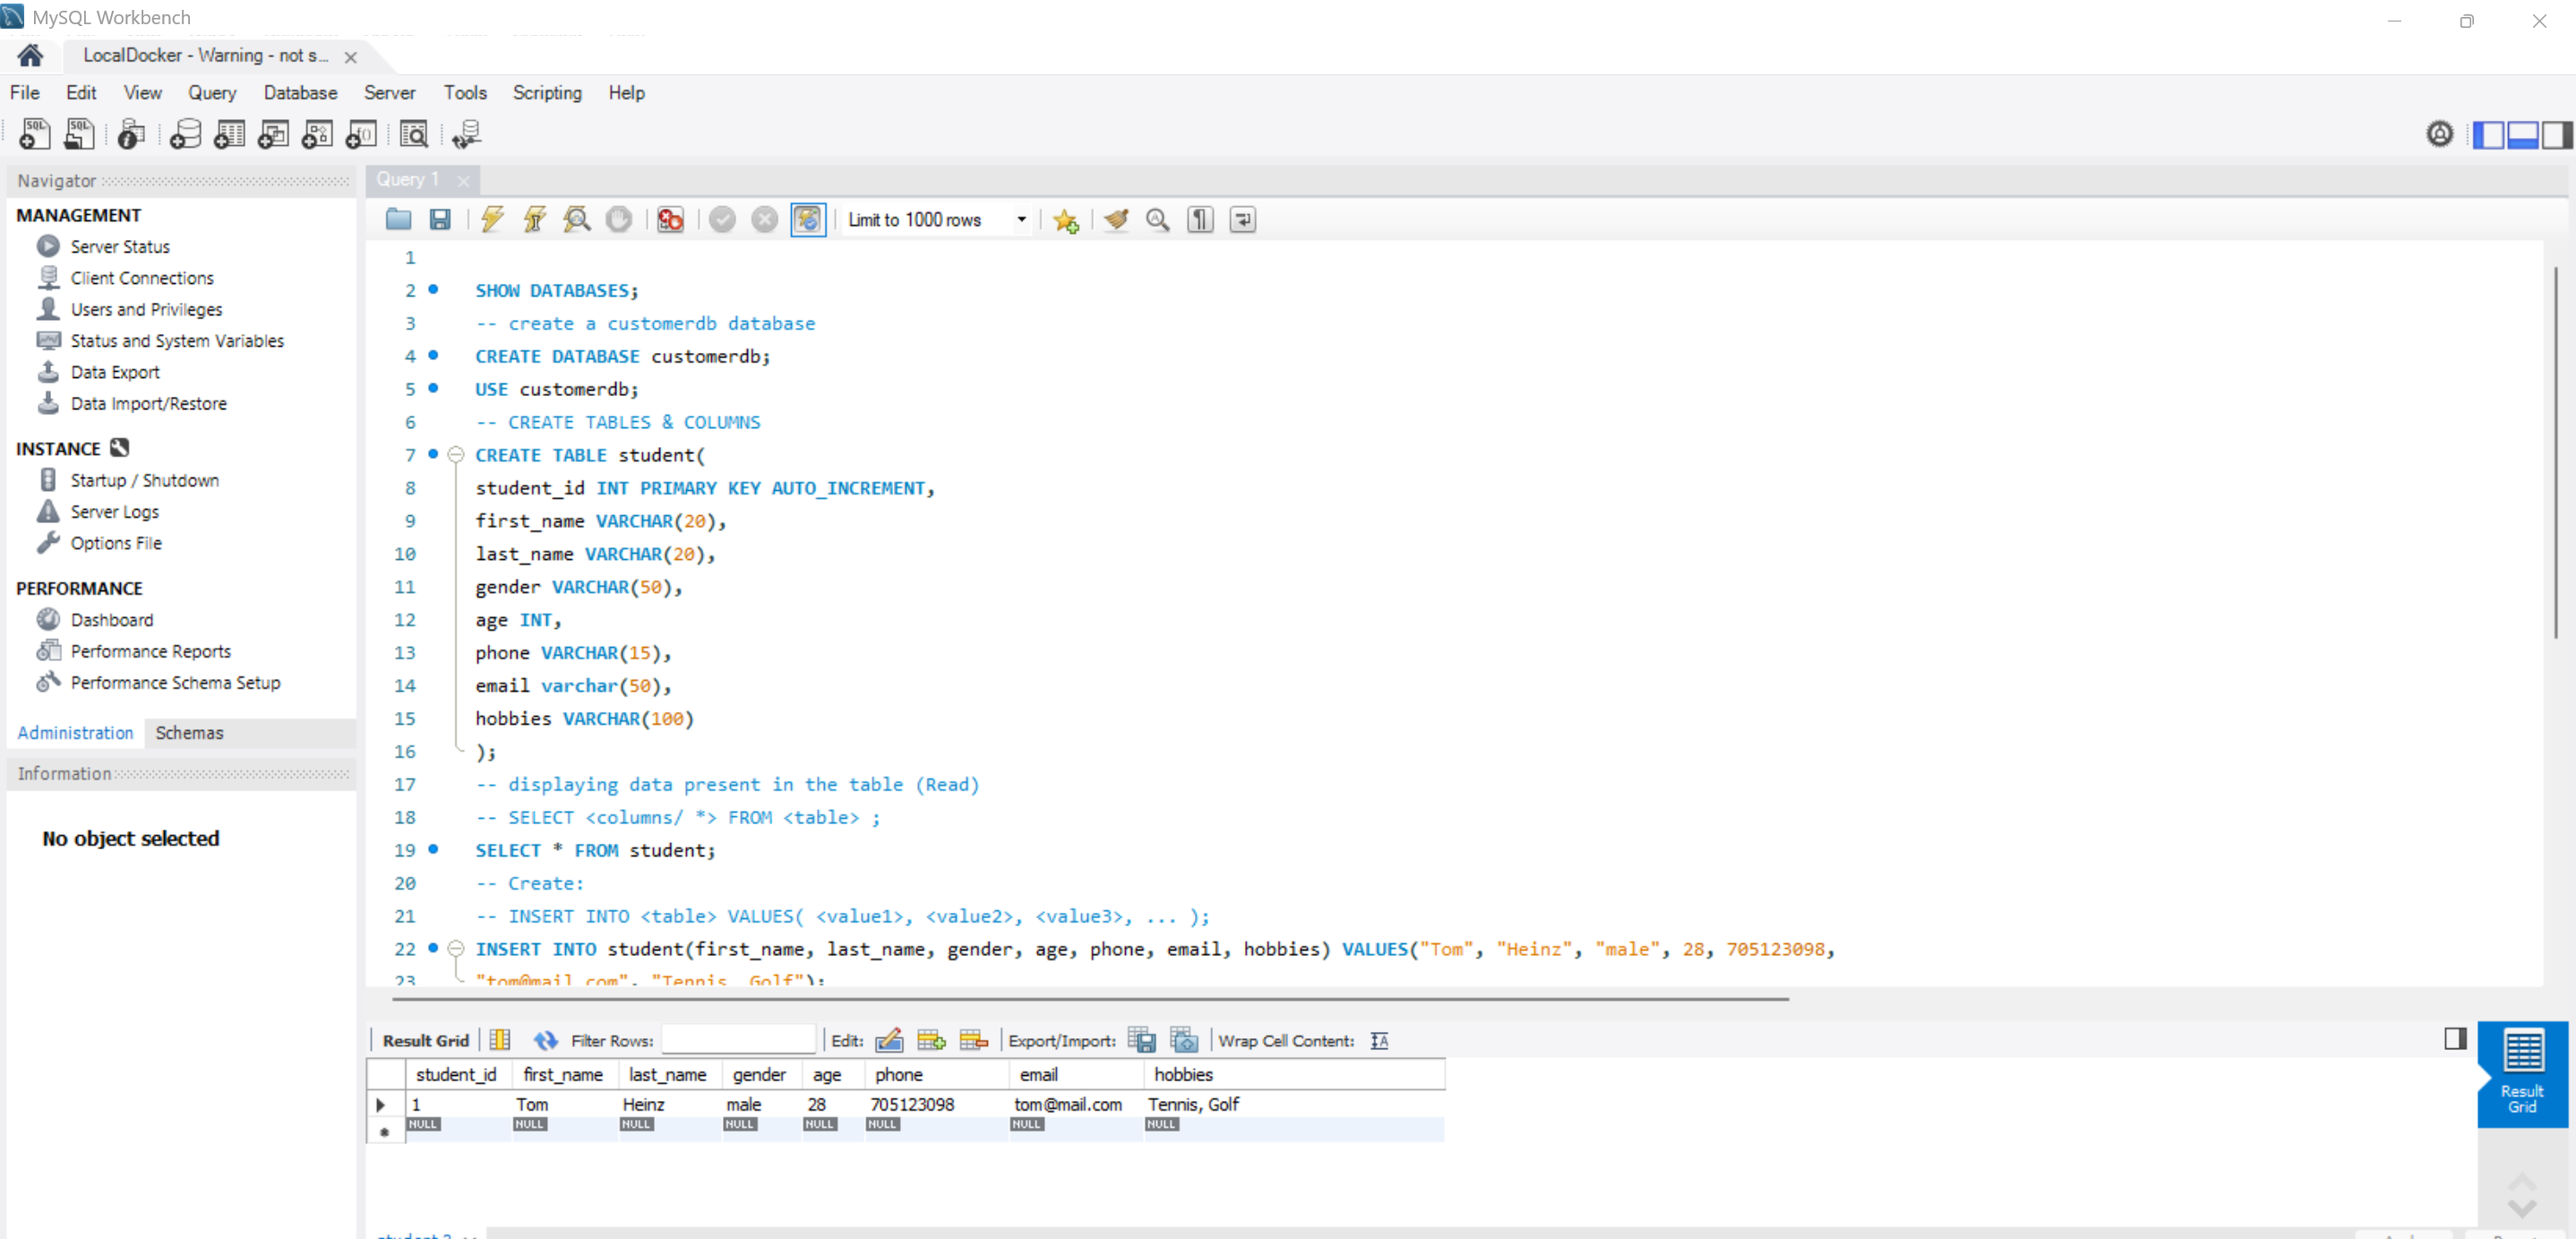 MySQL Workbench
LocalDocker - Warning - not s...
File Edit View Query Database Server Tools Scripting Help
Navigator
MANAGEMENT
Server Status
Client Connections
Users and Privileges
Status and System Variables
Data Export
Data Import/Restore
INSTANCE
Startup / Shutdown
Server Logs
Options File
PERFORMANCE
Dashboard
Performance Reports
Performance Schema Setup
Administration Schemas
Information
No object selected
Query 1
Limit to 1000 rows
1
2 SHOW DATABASES;
3 -- create a customerdb database
4 CREATE DATABASE customerdb;
5 USE customerdb;
6 -- CREATE TABLES & COLUMNS
7 CREATE TABLE student(
8 student_id INT PRIMARY KEY AUTO_INCREMENT,
9 first_name VARCHAR(20),
10 last_name VARCHAR(20),
11 gender VARCHAR(50),
12 age INT,
13 phone VARCHAR(15),
14 email varchar(50),
15 hobbies VARCHAR(100)
16 );
17 -- displaying data present in the table (Read)
18 -- SELECT <columns/ *> FROM <table> ;
19 SELECT * FROM student;
20 -- Create:
21 -- INSERT INTO <table> VALUES( <value1>, <value2>, <value3>, ... );
22 INSERT INTO student(first_name, last_name, gender, age, phone, email, hobbies) VALUES("Tom", "Heinz", "male", 28, 705123098,
23 "tom@mail.com", "Tennis, Golf");
Result Grid Filter Rows: Edit: Export/Import: Wrap Cell Content:
student_id first_name last_name gender age phone email hobbies
1 Tom Heinz male 28 705123098 tom@mail.com Tennis, Golf
NULL NULL NULL NULL NULL NULL NULL NULL
Result
Grid